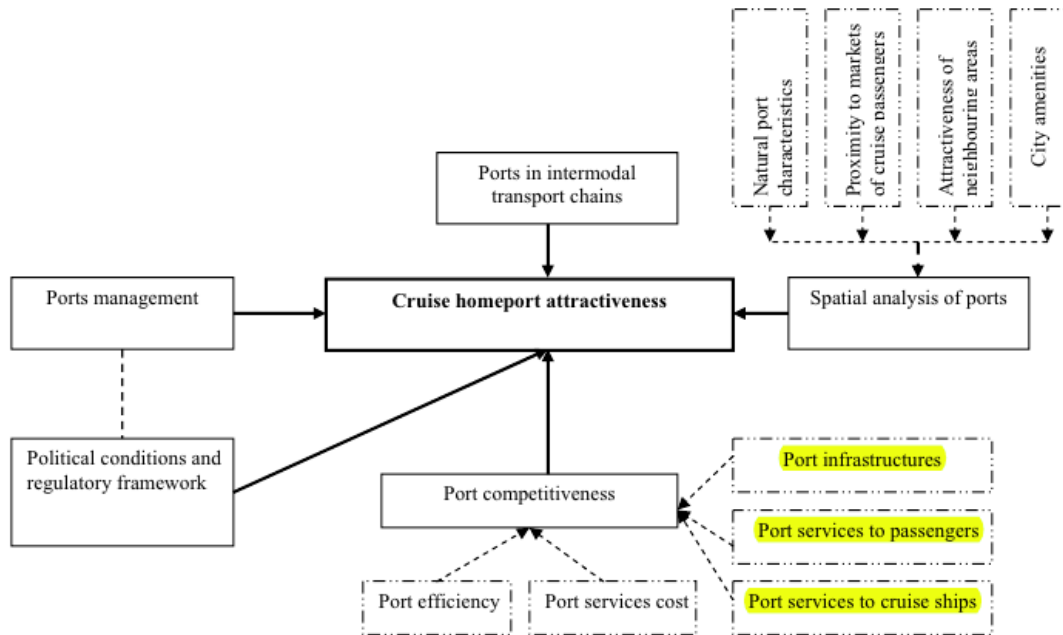 Natural port
characteristics
Proximity to markets
of cruise passengers
Attractiveness of
neighbouring areas
City amenities
Ports in intermodal
transport chains
Ports management
Cruise homeport attractiveness
Spatial analysis of ports
Political conditions and
regulatory framework
Port competitiveness
Port infrastructures
Port services to passengers
Port efficiency
Port services cost
Port services to cruise ships